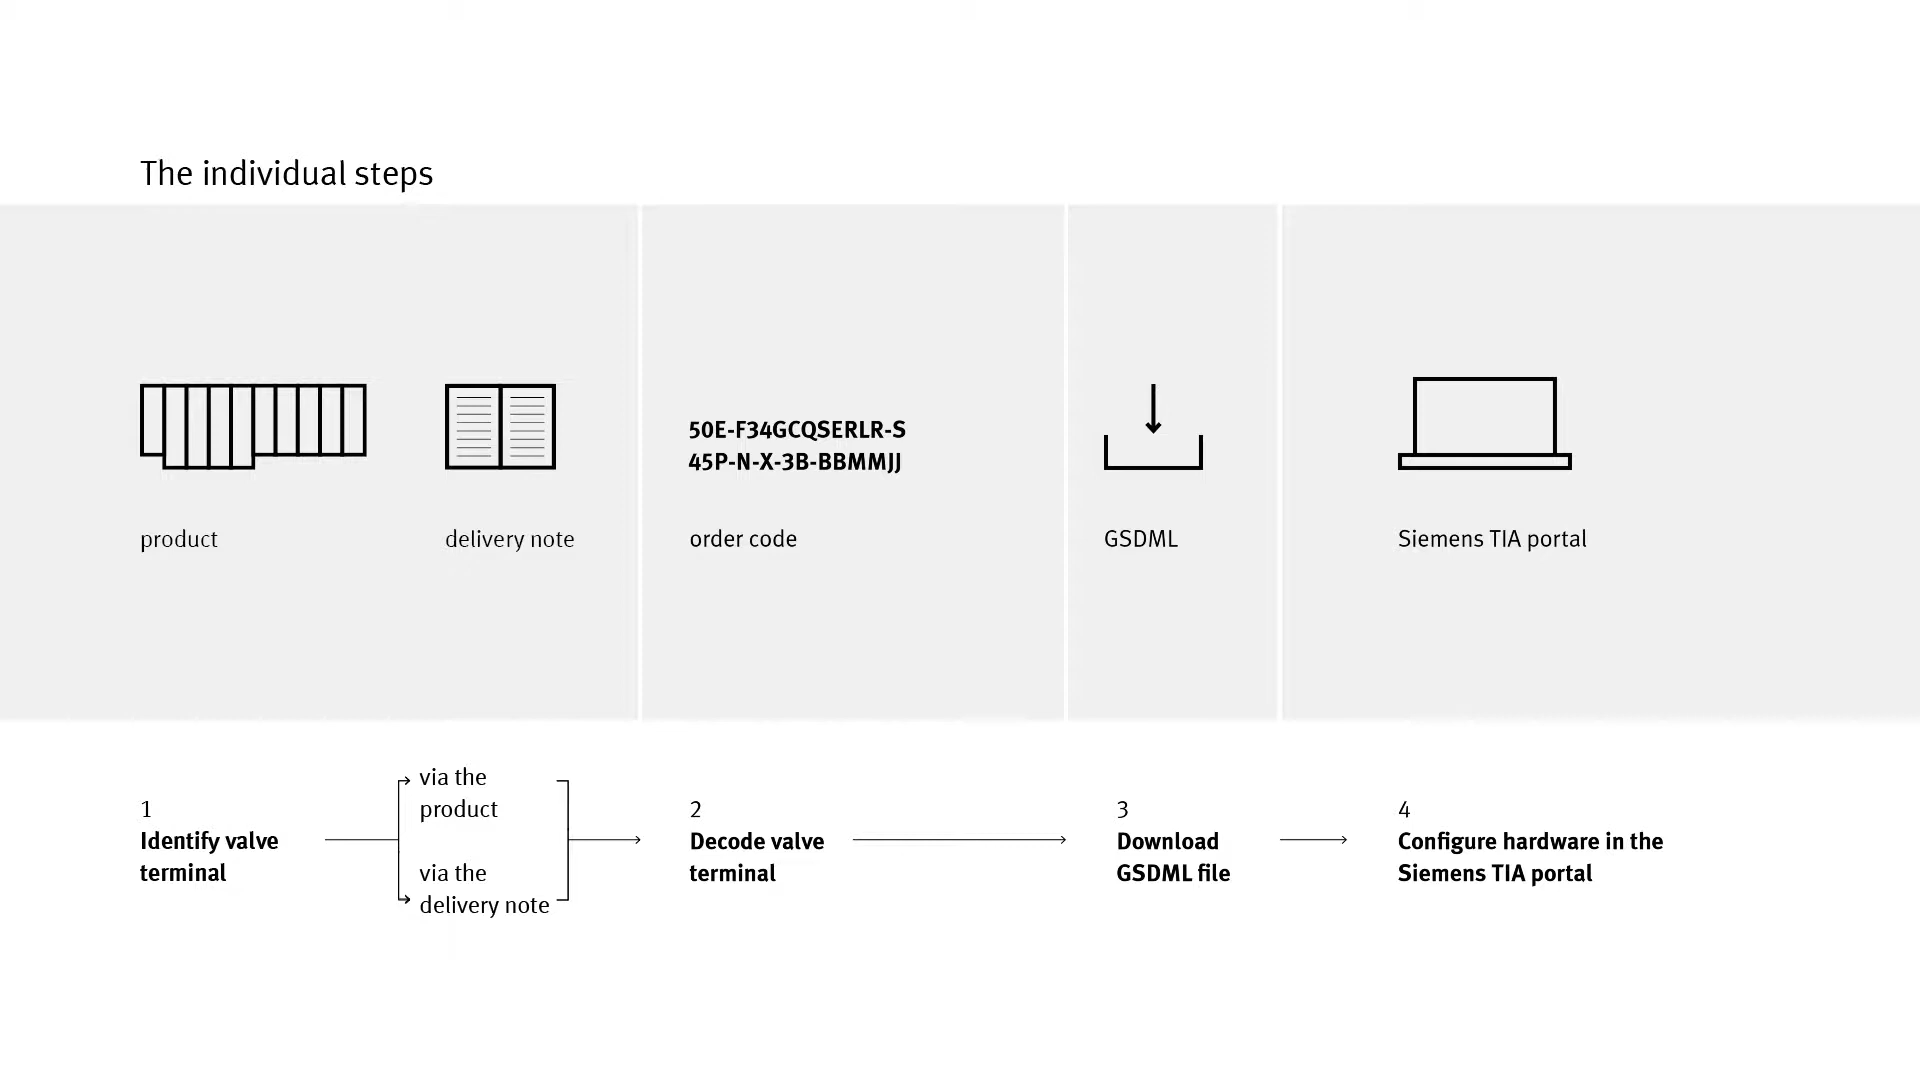 The individual steps
product
delivery note
50E-F34GCQSERLR-S
45P-N-X-3B-BBMMJJ
order code
GSDML
Siemens TIA portal
1
Identify valve
terminal
via the
product
via the
delivery note
2
Decode valve
terminal
3
Download
GSDML file
4
Configure hardware in the
Siemens TIA portal